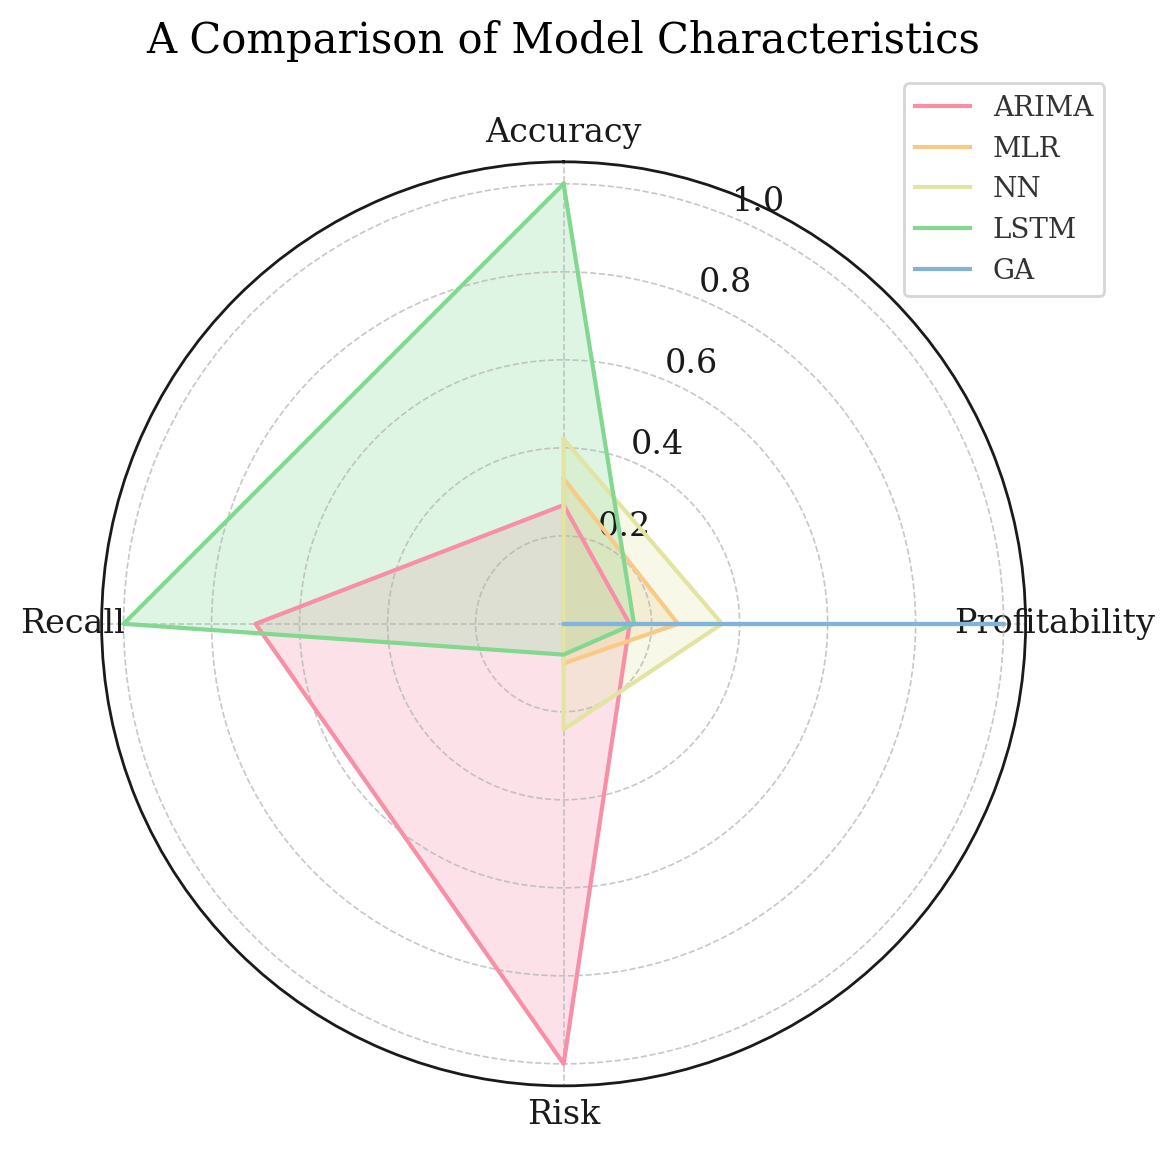 A Comparison of Model Characteristics
ARIMA
MLR
NN
LSTM
GA
Accuracy
1.0
0.8
0.6
0.4
0.2
Recall
Profitability
Risk